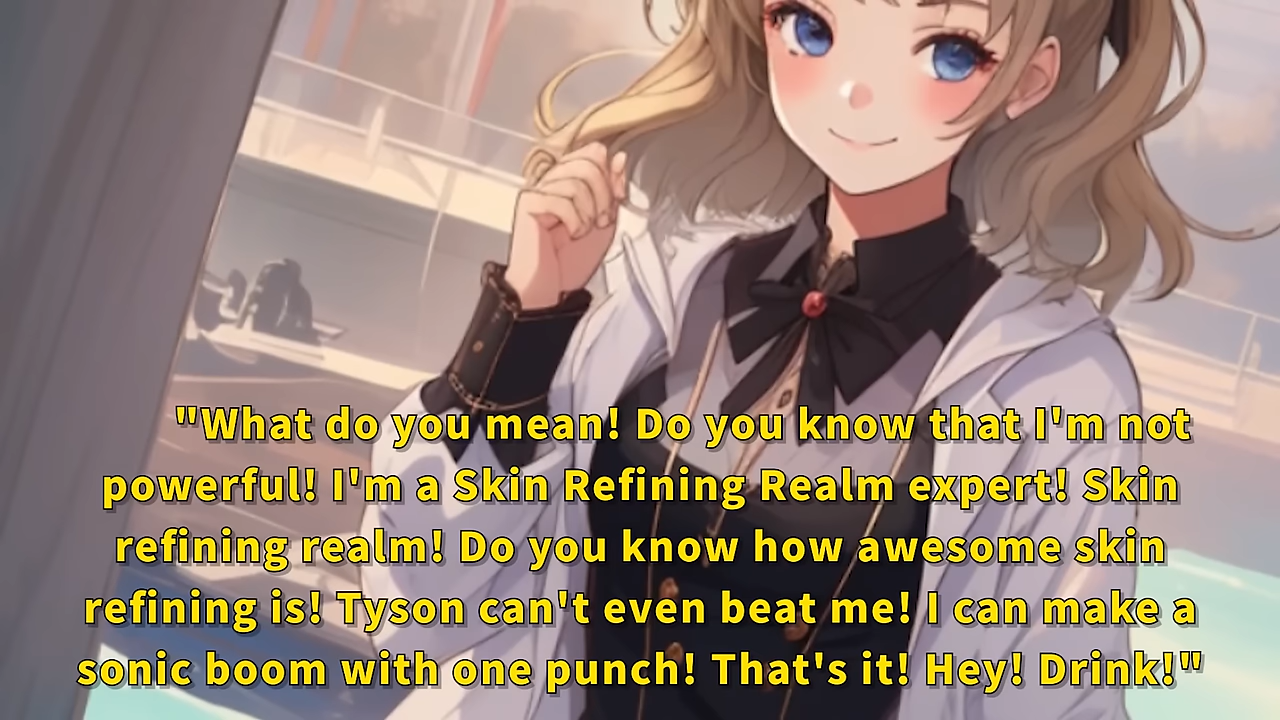 "What do you mean! Do you know that I'm not
powerful! I'm a Skin Refining Realm expert! Skin
refining realm! Do you know how awesome skin
refining is! Tyson can't even beat me! I can make a
sonic boom with one punch! That's it! Hey! Drink!"